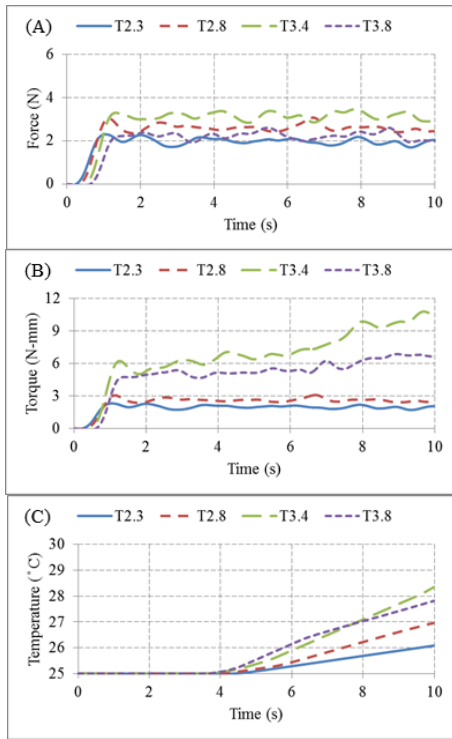 (A)
T2.3 T2.8 T3.4 T3.8
6
4
2
0
Force (N)
0 2 4 6 8 10
Time (s)
(B)
T2.3 T2.8 T3.4 T3.8
12
9
6
3
0
Torque (N-mm)
0 2 4 6 8 10
Time (s)
(C)
T2.3 T2.8 T3.4 T3.8
30
29
28
27
26
25
Temperature (˚C)
0 2 4 6 8 10
Time (s)